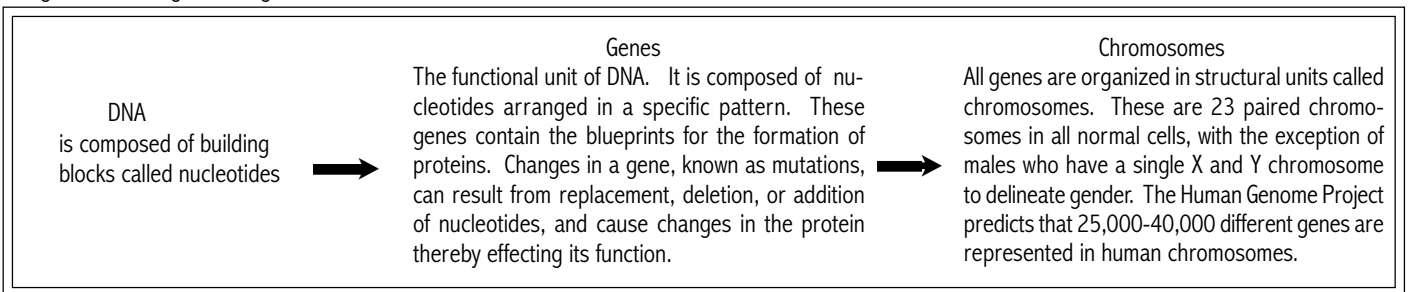 DNA
is composed of building
blocks called nucleotides
Genes
The functional unit of DNA. It is composed of nu-
cleotides arranged in a specific pattern. These
genes contain the blueprints for the formation of
proteins. Changes in a gene, known as mutations,
can result from replacement, deletion, or addition
of nucleotides, and cause changes in the protein
thereby effecting its function.
Chromosomes
All genes are organized in structural units called
chromosomes. These are 23 paired chromo-
somes in all normal cells, with the exception of
males who have a single X and Y chromosome
to delineate gender. The Human Genome Project
predicts that 25,000-40,000 different genes are
represented in human chromosomes.